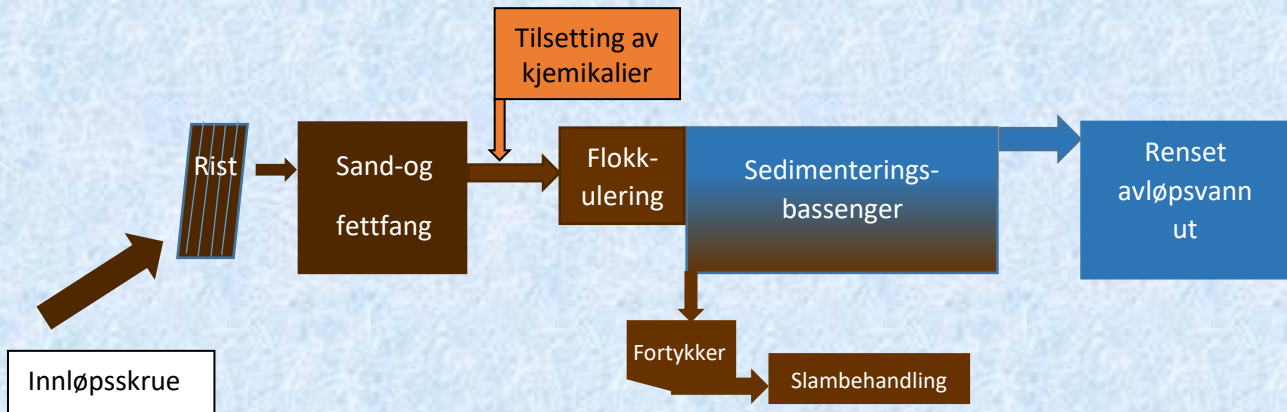 Tilsetting av
kjemikalier
Rist
Sand-og
fettfang
Flokk-
ulering
Sedimenterings-
bassenger
Renset
avløpsvann
ut
Fortykker
Slambehandling
Innløpsskrue